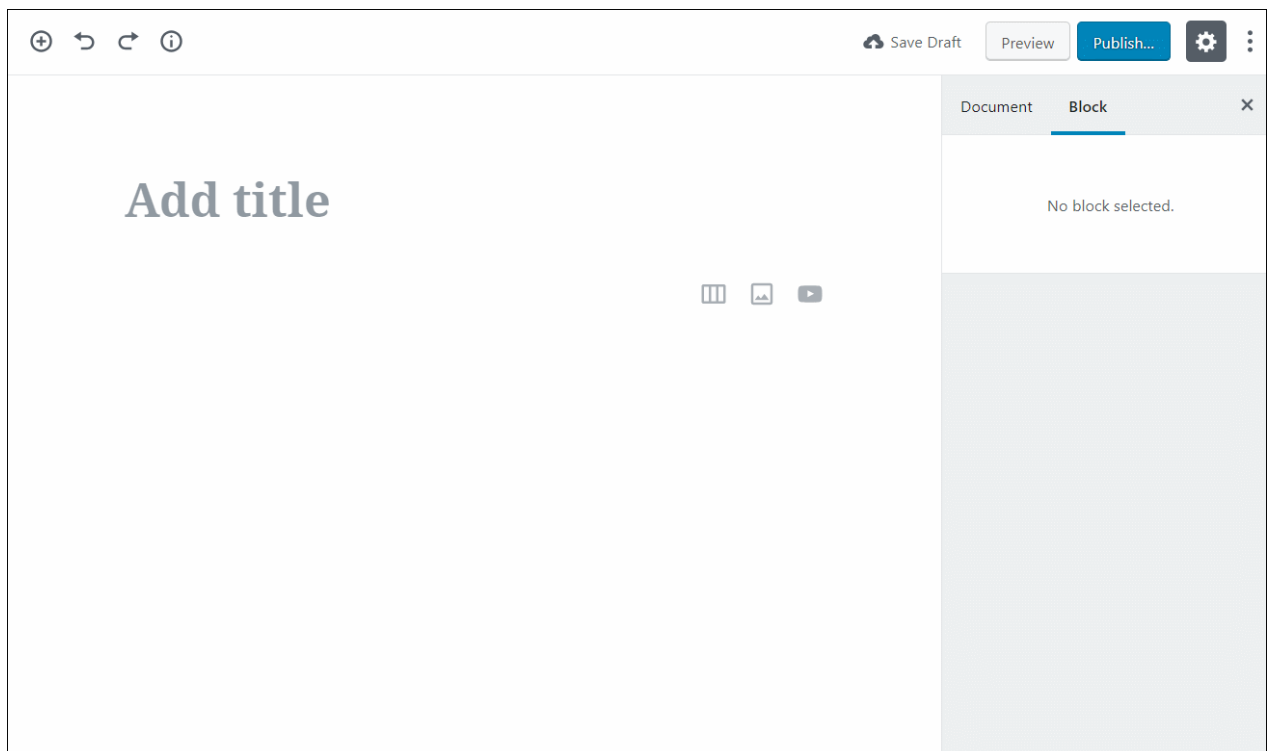 Save Draft Preview Publish...
Document Block
Add title
No block selected.